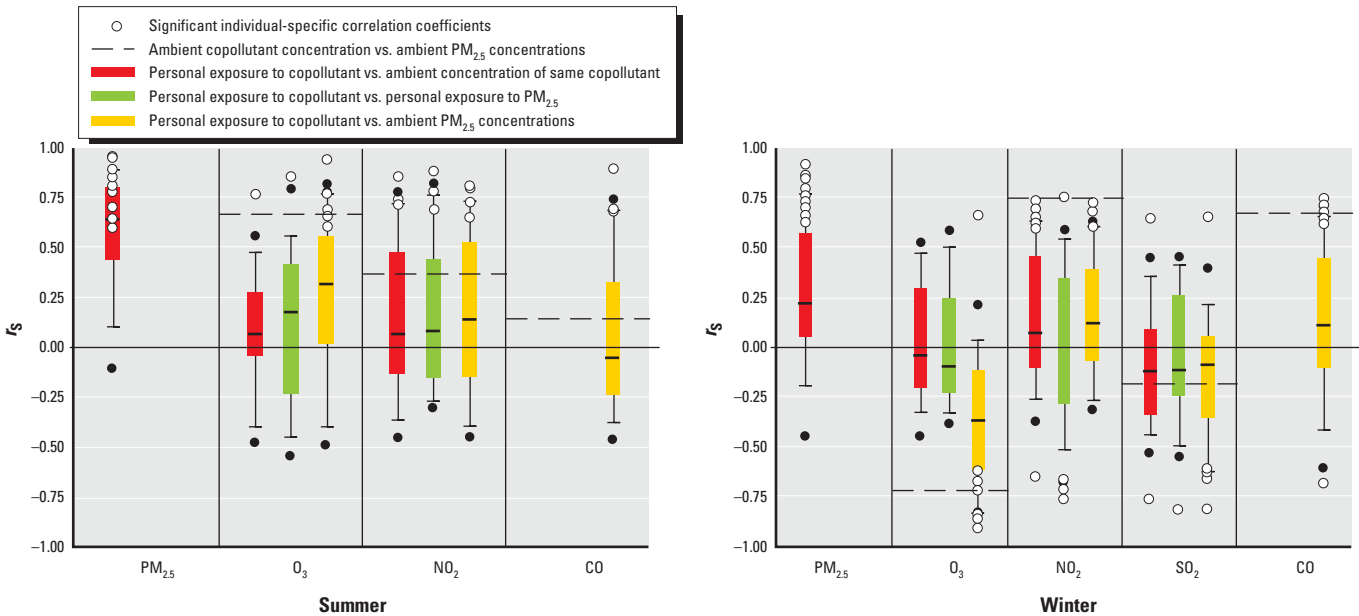 Significant individual-specific correlation coefficients
Ambient copollutant concentration vs. ambient PM2.5 concentrations
Personal exposure to copollutant vs. ambient concentration of same copollutant
Personal exposure to copollutant vs. personal exposure to PM2.5
Personal exposure to copollutant vs. ambient PM2.5 concentrations
1.00
0.75
0.50
0.25
0.00
−0.25
−0.50
−0.75
−1.00
rS
PM2.5 O3 NO2 CO
Summer
1.00
0.75
0.50
0.25
0.00
−0.25
−0.50
−0.75
−1.00
rS
PM2.5 O3 NO2 SO2 CO
Winter